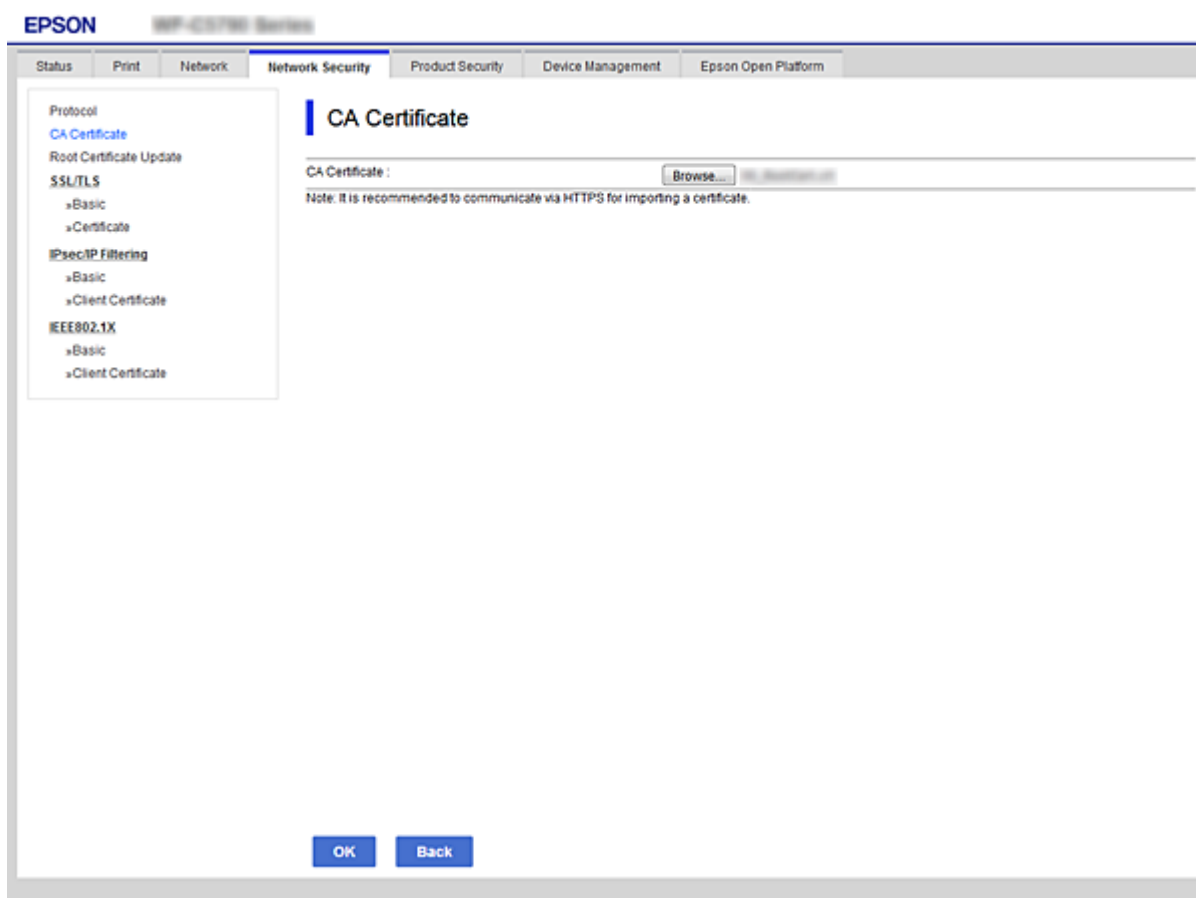 EPSON
Status Print Network Network Security Product Security Device Management Epson Open Platform
Protocol
CA Certificate
Root Certificate Update
SSL/TLS
»Basic
»Certificate
IPsec/IP Filtering
»Basic
»Client Certificate
IEEE802.1X
»Basic
»Client Certificate
CA Certificate
CA Certificate :
Browse...
Note: It is recommended to communicate via HTTPS for importing a certificate.
OK Back